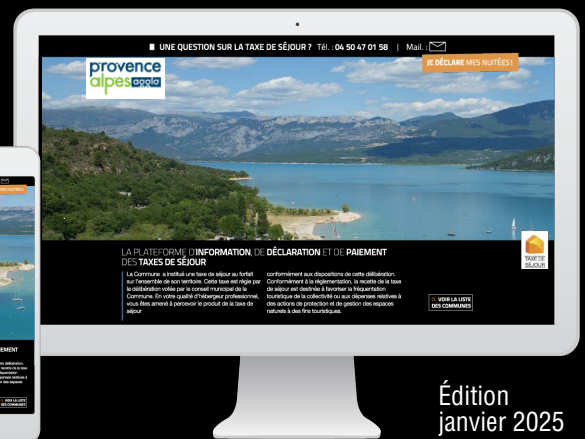 UNE QUESTION SUR LA TAXE DE SÉJOUR ? Tél. : 04 50 47 01 58 | Mail. :
JE DÉCLARE MES NUITÉES !
provence
alpes agglo
LA PLATEFORME D'INFORMATION, DE DÉCLARATION ET DE PAIEMENT
DES TAXES DE SÉJOUR
La Commune a institué une taxe de séjour au forfait
sur l'ensemble de son territoire. Cette taxe est régie par
la délibération votée par le conseil municipal de la
Commune. En votre qualité d'hébergeur professionnel,
vous êtes amené à percevoir le produit de la taxe de
séjour
conformément aux dispositions de cette délibération.
Conformément à la réglementation, la recette de la taxe
de séjour est destinée à favoriser la fréquentation
touristique de la collectivité ou aux dépenses relatives à
des actions de protection et de gestion des espaces
naturels à des fins touristiques.
TAXE DE
SÉJOUR
VOIR LA LISTE
DES COMMUNES
IEMENT
VOIR LA LISTE
DES COMMUNES
Édition
janvier 2025